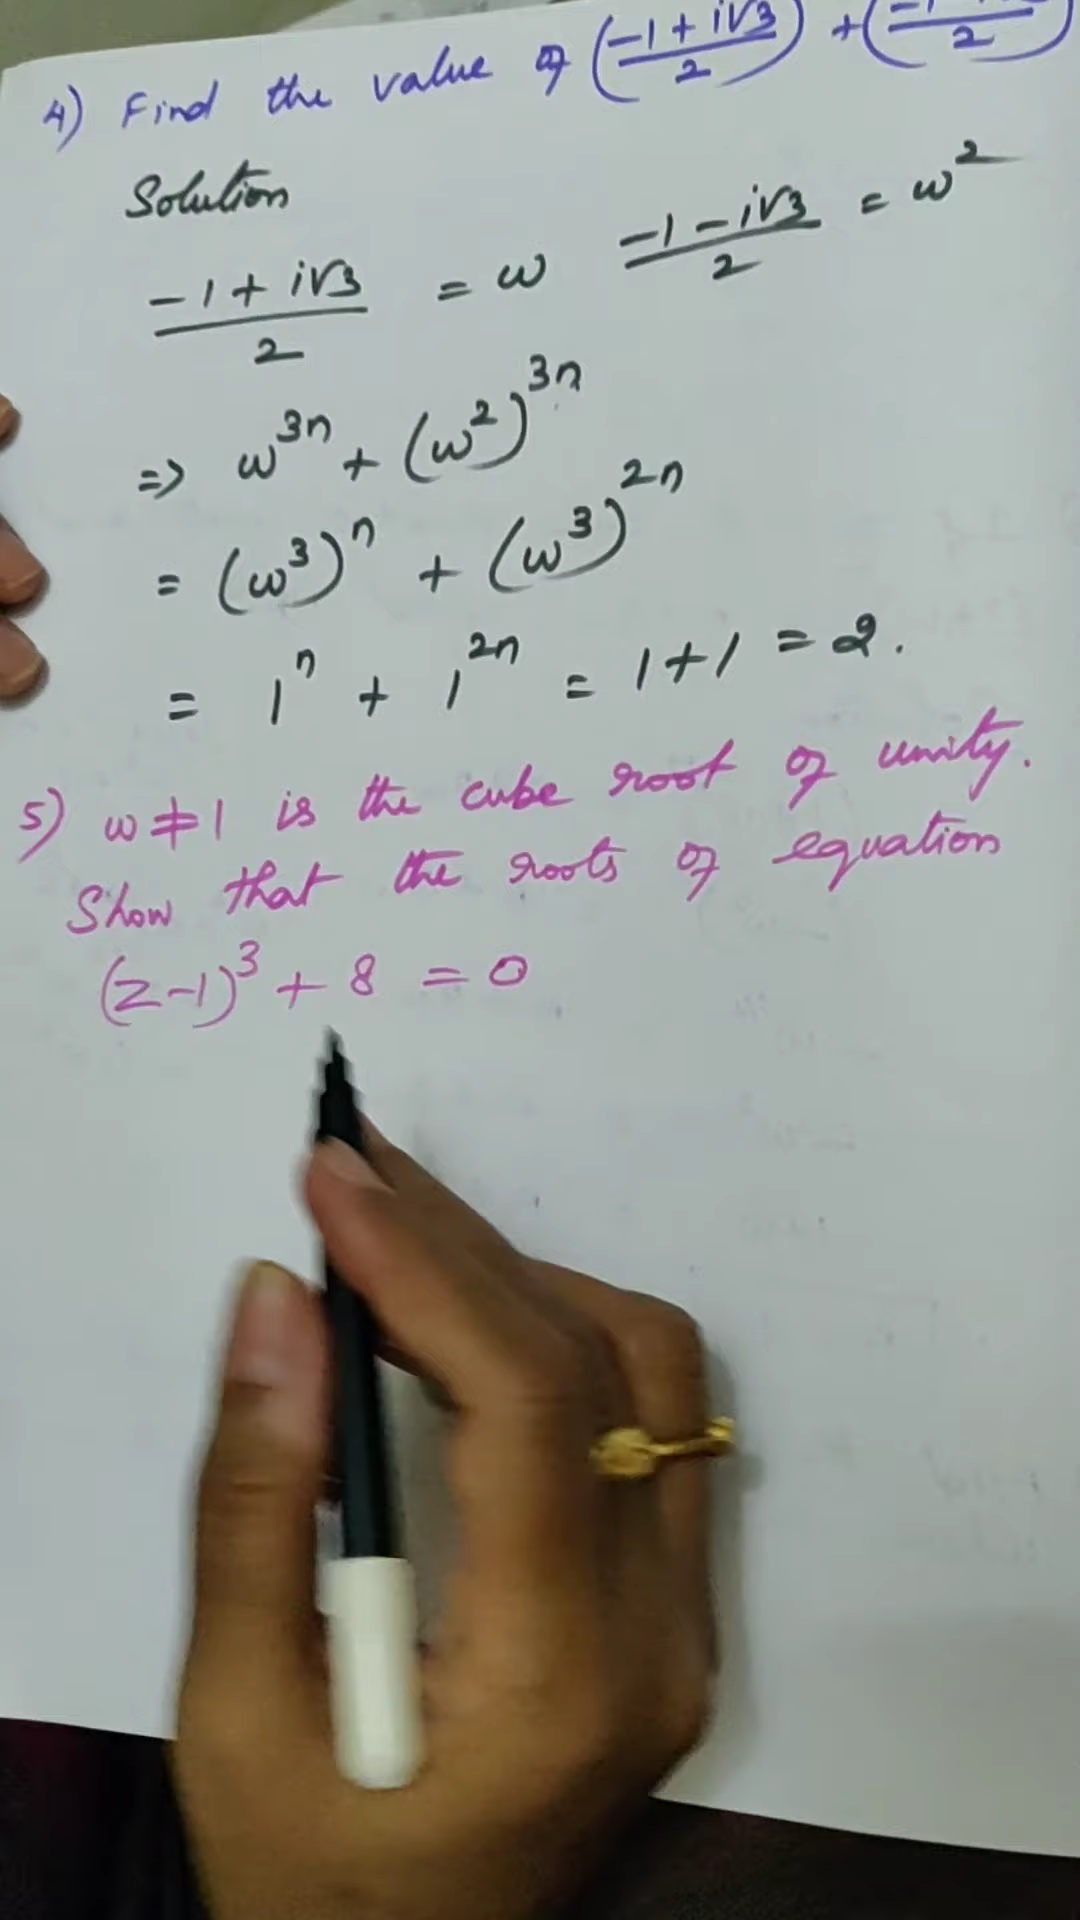 4) Find the value of (-1+i√3/2) + (-1
2
Solution
-1+i√3/2 = ω -1-i√3/2 = ω²
=> ω³ⁿ + (ω²)³ⁿ
= (ω³)ⁿ + (ω³)²ⁿ
= 1ⁿ + 1²ⁿ = 1+1 = 2.
5) ω≠1 is the cube root of unity.
Show that the roots of equation
(z-1)³ + 8 = 0